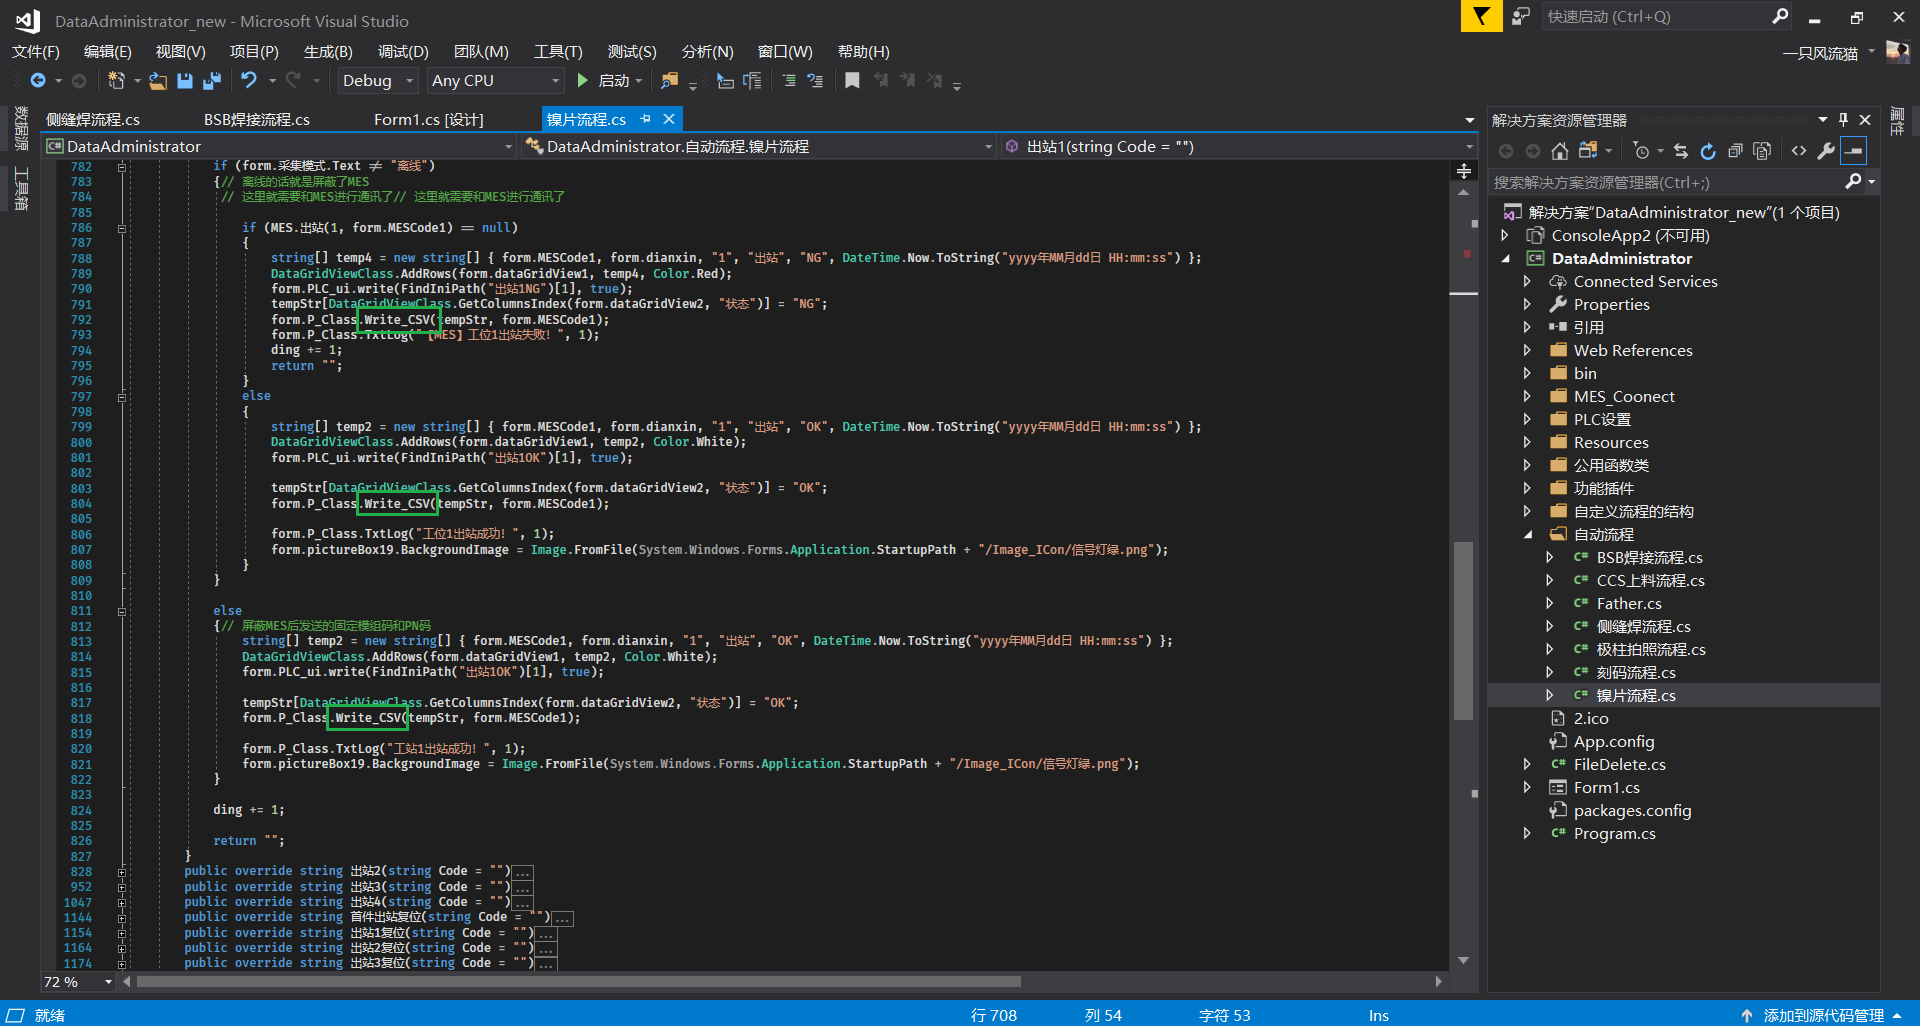 DataAdministrator_new - Microsoft Visual Studio
快速启动 (Ctrl+Q)
文件(F) 编辑(E) 视图(V) 项目(P) 生成(B) 调试(D) 团队(M) 工具(T) 测试(S) 分析(N) 窗口(W) 帮助(H)
一只风流猫
Debug Any CPU 启动
数据源
工具箱
侧缝焊流程.cs BSB焊接流程.cs Form1.cs [设计] 镍片流程.cs
DataAdministrator DataAdministrator.自动流程.镍片流程 出站1(string Code = "")
782 if (form.采集模式.Text ≠ "离线")
783 {// 离线的话就是屏蔽了MES
784 // 这里就需要和MES进行通讯了// 这里就需要和MES进行通讯了
785
786 if (MES.出站(1, form.MESCode1) == null)
787 {
788 string[] temp4 = new string[] { form.MESCode1, form.dianxin, "1", "出站", "NG", DateTime.Now.ToString("yyyy年MM月dd日 HH:mm:ss") };
789 DataGridViewClass.AddRows(form.dataGridView1, temp4, Color.Red);
790 form.PLC_ui.write(FindIniPath("出站1NG")[1], true);
791 tempStr[DataGridViewClass.GetColumnsIndex(form.dataGridView2, "状态")] = "NG";
792 form.P_Class.Write_CSV(tempStr, form.MESCode1);
793 form.P_Class.TxtLog("【MES】工位1出站失败！", 1);
794 ding += 1;
795 return "";
796 }
797 else
798 {
799 string[] temp2 = new string[] { form.MESCode1, form.dianxin, "1", "出站", "OK", DateTime.Now.ToString("yyyy年MM月dd日 HH:mm:ss") };
800 DataGridViewClass.AddRows(form.dataGridView1, temp2, Color.White);
801 form.PLC_ui.write(FindIniPath("出站1OK")[1], true);
802
803 tempStr[DataGridViewClass.GetColumnsIndex(form.dataGridView2, "状态")] = "OK";
804 form.P_Class.Write_CSV(tempStr, form.MESCode1);
805
806 form.P_Class.TxtLog("工位1出站成功！", 1);
807 form.pictureBox19.BackgroundImage = Image.FromFile(System.Windows.Forms.Application.StartupPath + "/Image_ICon/信号灯绿.png");
808 }
809 }
810
811 else
812 {// 屏蔽MES后发送的固定模组码和PN码
813 string[] temp2 = new string[] { form.MESCode1, form.dianxin, "1", "出站", "OK", DateTime.Now.ToString("yyyy年MM月dd日 HH:mm:ss") };
814 DataGridViewClass.AddRows(form.dataGridView1, temp2, Color.White);
815 form.PLC_ui.write(FindIniPath("出站1OK")[1], true);
816
817 tempStr[DataGridViewClass.GetColumnsIndex(form.dataGridView2, "状态")] = "OK";
818 form.P_Class.Write_CSV(tempStr, form.MESCode1);
819
820 form.P_Class.TxtLog("工站1出站成功！", 1);
821 form.pictureBox19.BackgroundImage = Image.FromFile(System.Windows.Forms.Application.StartupPath + "/Image_ICon/信号灯绿.png");
822 }
823
824 ding += 1;
825
826 return "";
827 }
828 public override string 出站2(string Code = "")...
952 public override string 出站3(string Code = "")...
1047 public override string 出站4(string Code = "")...
1144 public override string 首件出站复位(string Code = "")...
1154 public override string 出站1复位(string Code = "")...
1164 public override string 出站2复位(string Code = "")...
1174 public override string 出站3复位(string Code = "")...
72 %
解决方案资源管理器
搜索解决方案资源管理器(Ctrl+;)
解决方案"DataAdministrator_new"(1 个项目)
ConsoleApp2 (不可用)
DataAdministrator
Connected Services
Properties
引用
Web References
bin
MES_Coonect
PLC设置
Resources
公用函数类
功能插件
自定义流程的结构
自动流程
C# BSB焊接流程.cs
C# CCS上料流程.cs
C# Father.cs
C# 侧缝焊流程.cs
C# 极柱拍照流程.cs
C# 刻码流程.cs
C# 镍片流程.cs
2.ico
App.config
C# FileDelete.cs
Form1.cs
packages.config
C# Program.cs
属性
就绪 行 708 列 54 字符 53 Ins 添加到源代码管理